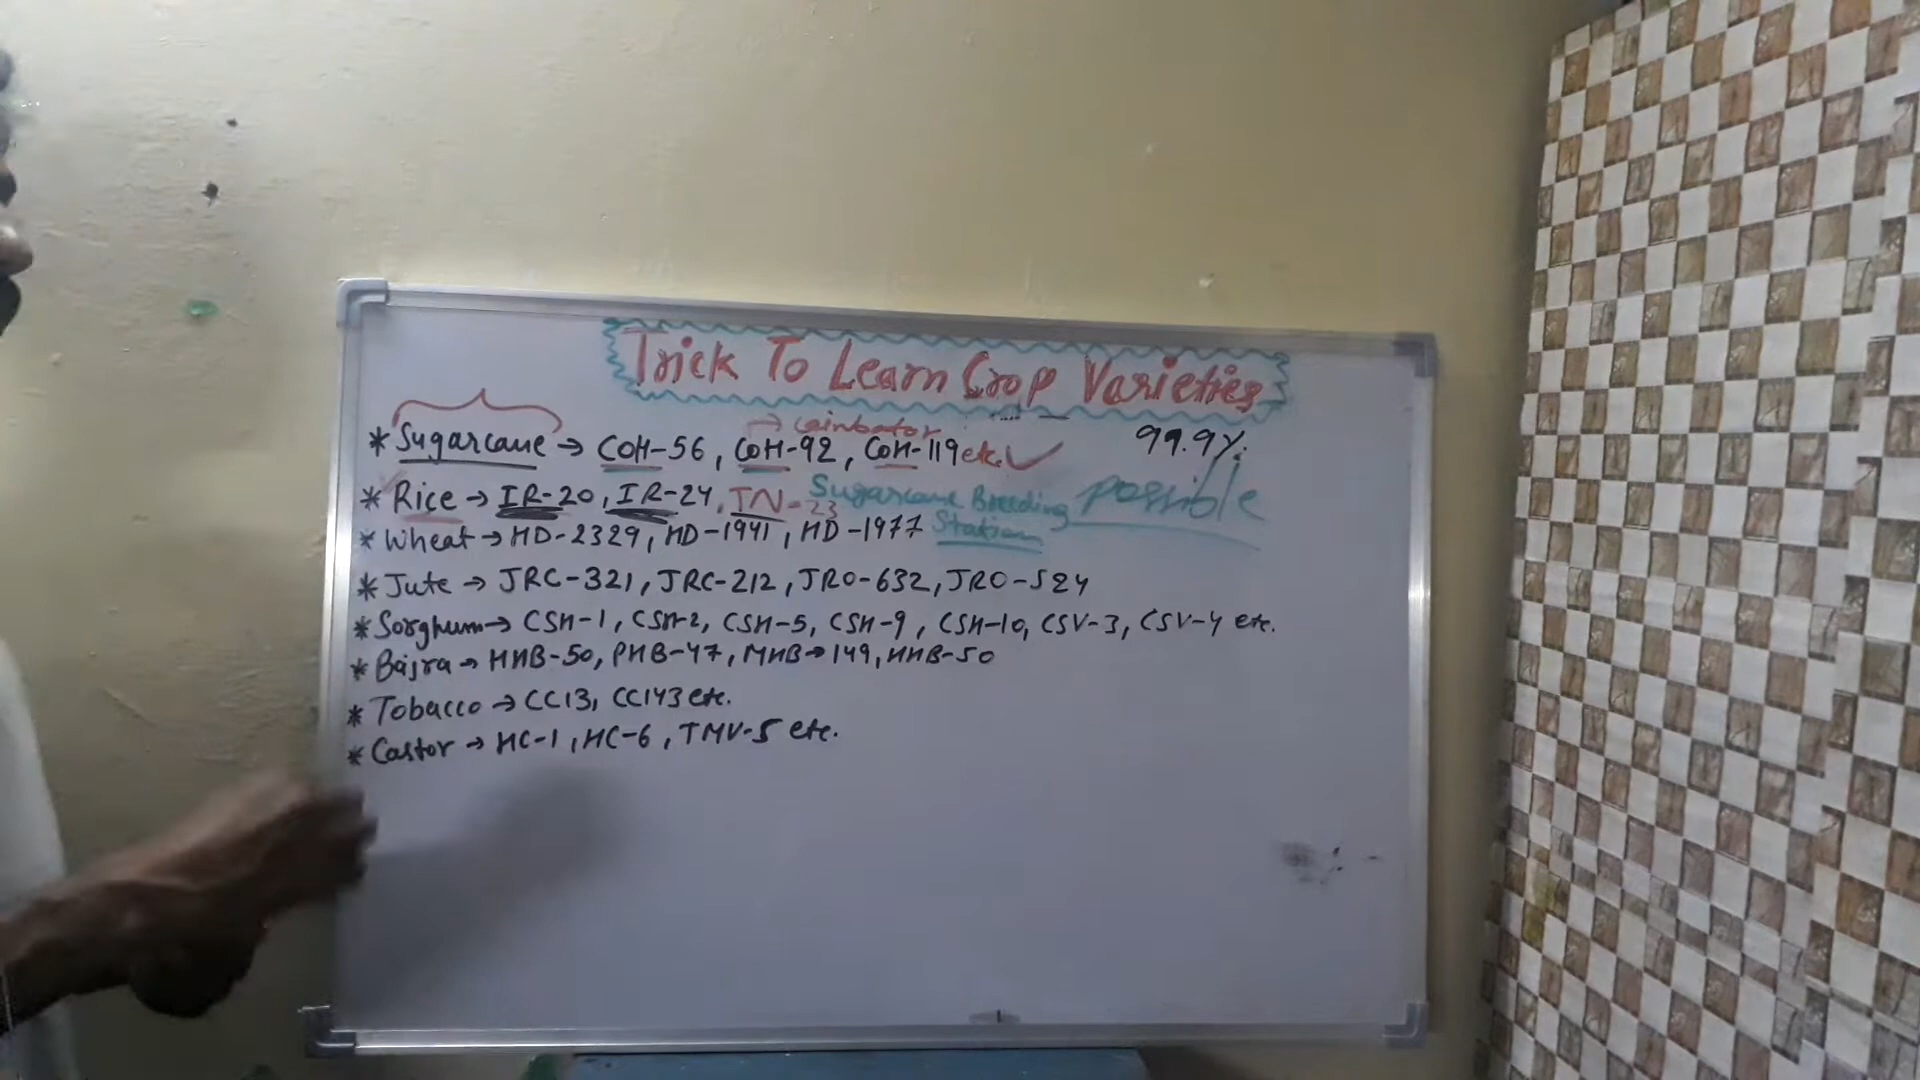 Trick To Learn Crop Varieties
→ Coinbator
* Sugarcane → COH-56, COH-92, COH-119 etc. ✓ 99.9%
* Rice → IR-20, IR-24, TN-23 Sugarcane Breeding Station possible
* Wheat → HD-2329, HD-1941, HD-1977
* Jute → JRC-321, JRC-212, JRO-632, JRO-524
* Sorghum → CSH-1, CSH-2, CSH-5, CSH-9, CSH-10, CSV-3, CSV-4 etc.
* Bajra → HHB-50, PHB-47, MHB→149, HHB-50
* Tobacco → CC13, CC143 etc.
* Castor → HC-1, HC-6, TMV-5 etc.